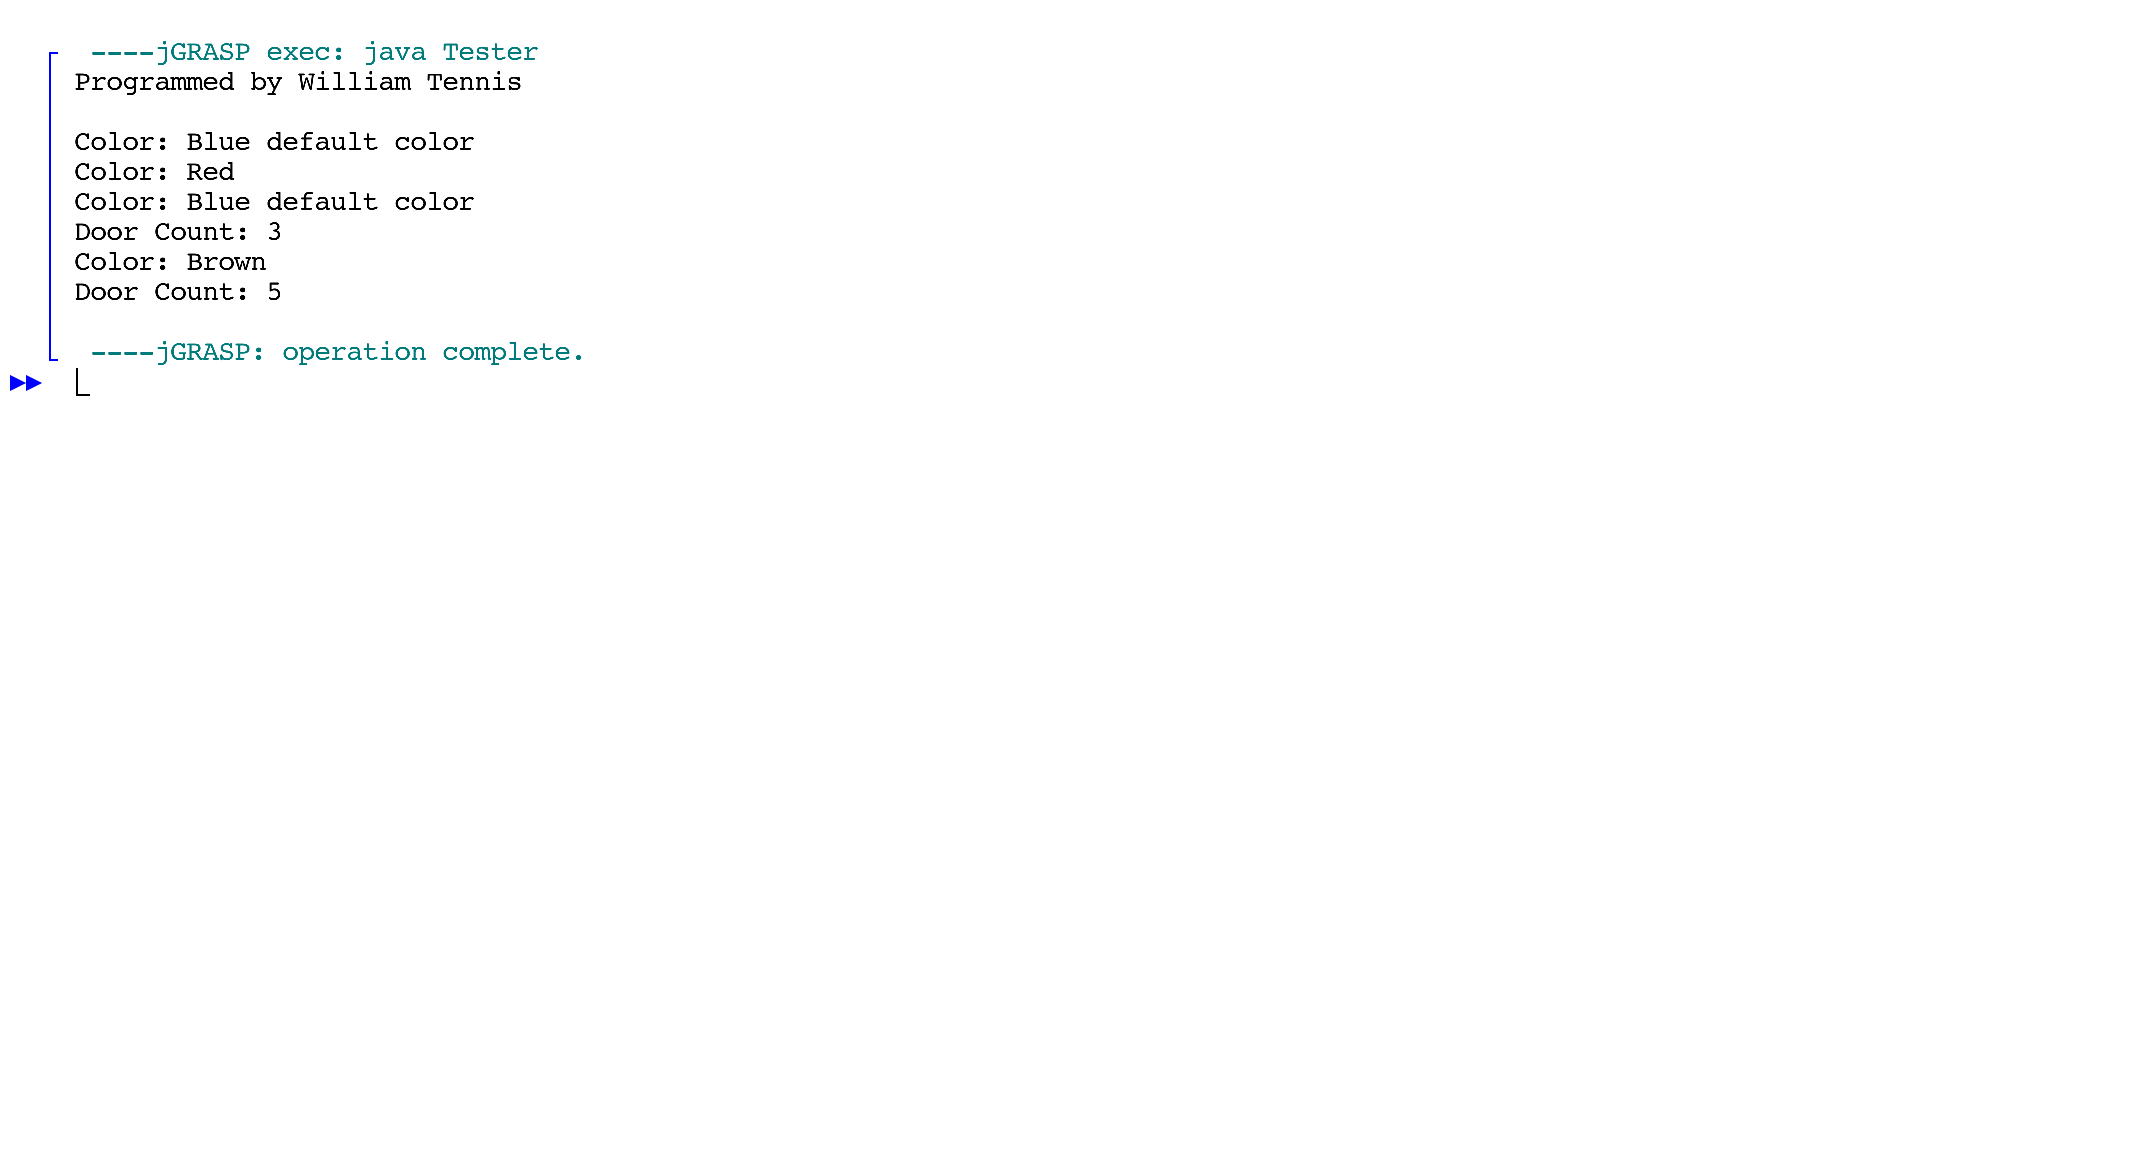 ----jGRASP exec: java Tester
Programmed by William Tennis
Color: Blue default color
Color: Red
Color: Blue default color
Door Count: 3
Color: Brown
Door Count: 5
----jGRASP: operation complete.